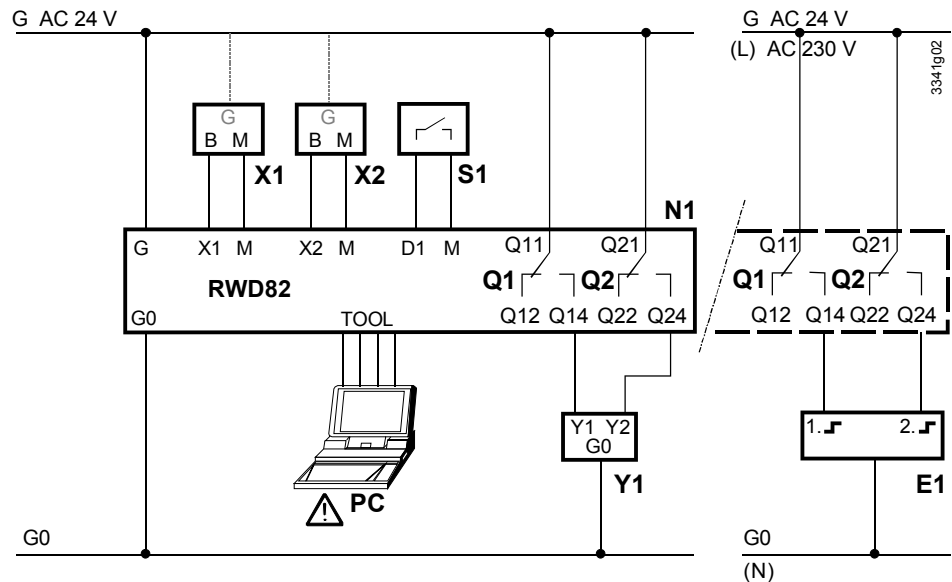 G AC 24 V
G AC 24 V
(L) AC 230 V
3341g02
G
B M
X1
G
B M
X2
S1
N1
G X1 M X2 M D1 M Q11 Q21
Q11 Q21
RWD82
Q1 Q2
Q1 Q2
G0 TOOL Q12 Q14 Q22 Q24
Q12 Q14 Q22 Q24
Y1 Y2
G0
Y1
1. 2.
E1
PC
G0
G0
(N)